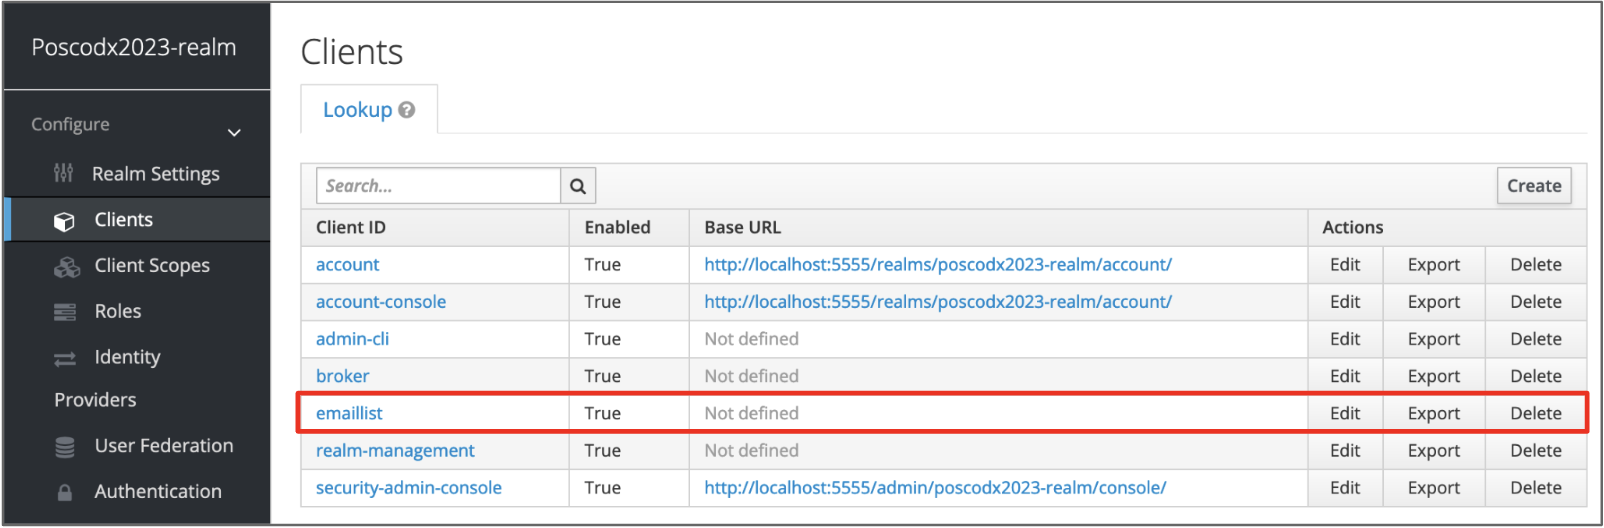 Poscodx2023-realm
Configure
Realm Settings
Clients
Client Scopes
Roles
Identity
Providers
User Federation
Authentication
Clients
Lookup ?
Search...
Create
Client ID Enabled Base URL Actions
account True http://localhost:5555/realms/poscodx2023-realm/account/ Edit Export Delete
account-console True http://localhost:5555/realms/poscodx2023-realm/account/ Edit Export Delete
admin-cli True Not defined Edit Export Delete
broker True Not defined Edit Export Delete
emaillist True Not defined Edit Export Delete
realm-management True Not defined Edit Export Delete
security-admin-console True http://localhost:5555/admin/poscodx2023-realm/console/ Edit Export Delete